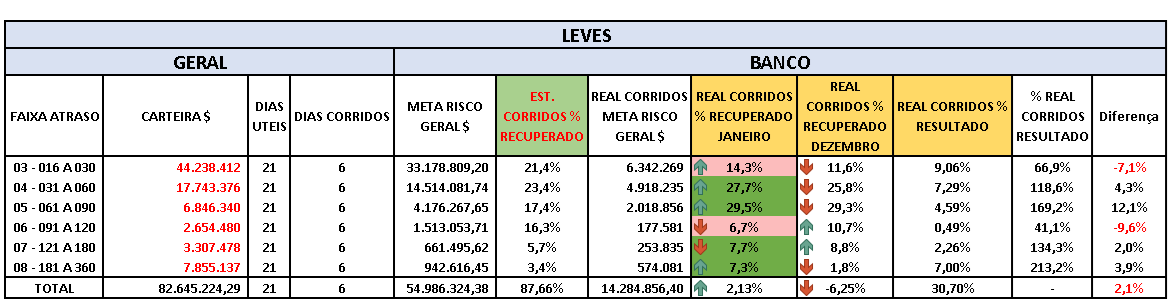 LEVES
GERAL BANCO
FAIXA ATRASO CARTEIRA $ DIAS UTEIS DIAS CORRIDOS META RISCO GERAL $ EST. CORRIDOS % RECUPERADO REAL CORRIDOS META RISCO GERAL $ REAL CORRIDOS % RECUPERADO JANEIRO REAL CORRIDOS % RECUPERADO DEZEMBRO REAL CORRIDOS % RESULTADO % REAL CORRIDOS RESULTADO Diferença
03 - 016 A 030 44.238.412 21 6 33.178.809,20 21,4% 6.342.269 14,3% 11,6% 9,06% 66,9% -7,1%
04 - 031 A 060 17.743.376 21 6 14.514.081,74 23,4% 4.918.235 27,7% 25,8% 7,29% 118,6% 4,3%
05 - 061 A 090 6.846.340 21 6 4.176.267,65 17,4% 2.018.856 29,5% 29,3% 4,59% 169,2% 12,1%
06 - 091 A 120 2.654.480 21 6 1.513.053,71 16,3% 177.581 6,7% 10,7% 0,49% 41,1% -9,6%
07 - 121 A 180 3.307.478 21 6 661.495,62 5,7% 253.835 7,7% 8,8% 2,26% 134,3% 2,0%
08 - 181 A 360 7.855.137 21 6 942.616,45 3,4% 574.081 7,3% 1,8% 7,00% 213,2% 3,9%
TOTAL 82.645.224,29 21 6 54.986.324,38 87,66% 14.284.856,40 2,13% -6,25% 30,70% - 2,1%